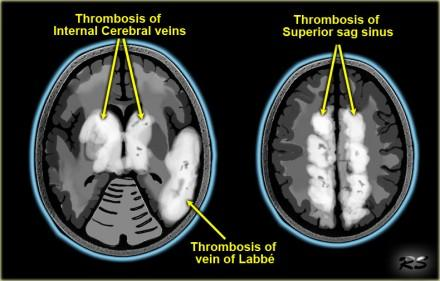 Thrombosis of
Internal Cerebral veins
Thrombosis of
Superior sag sinus
Thrombosis of
vein of Labbé
RS